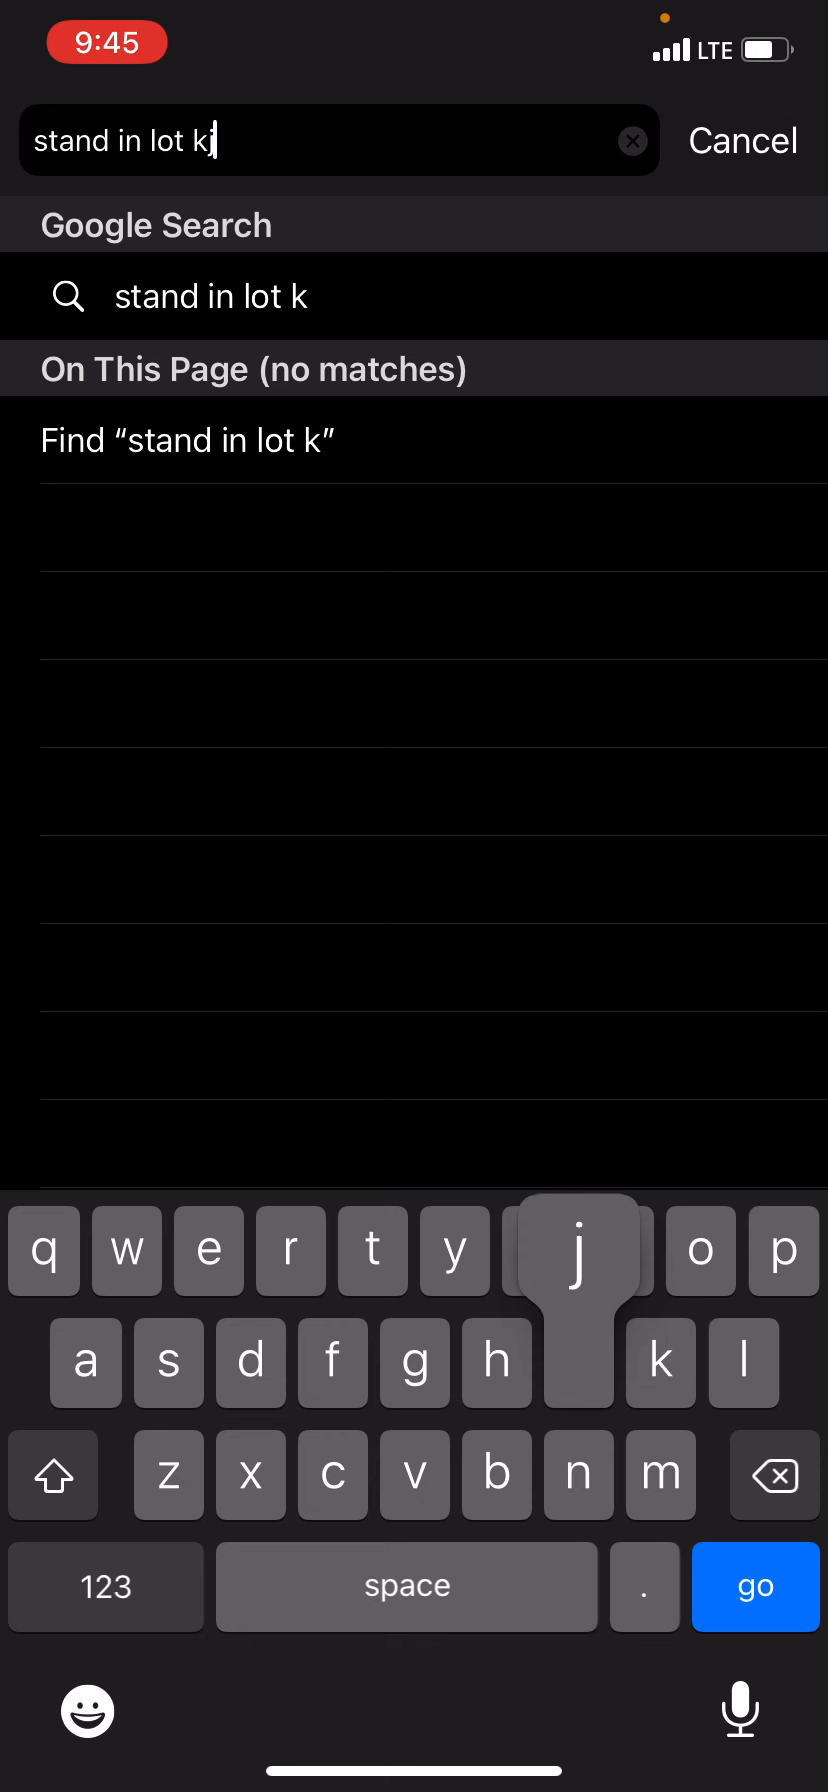 9:45
LTE
stand in lot kj
Cancel
Google Search
stand in lot k
On This Page (no matches)
Find “stand in lot k”
q w e r t y j o p
a s d f g h k l
z x c v b n m
123 space . go